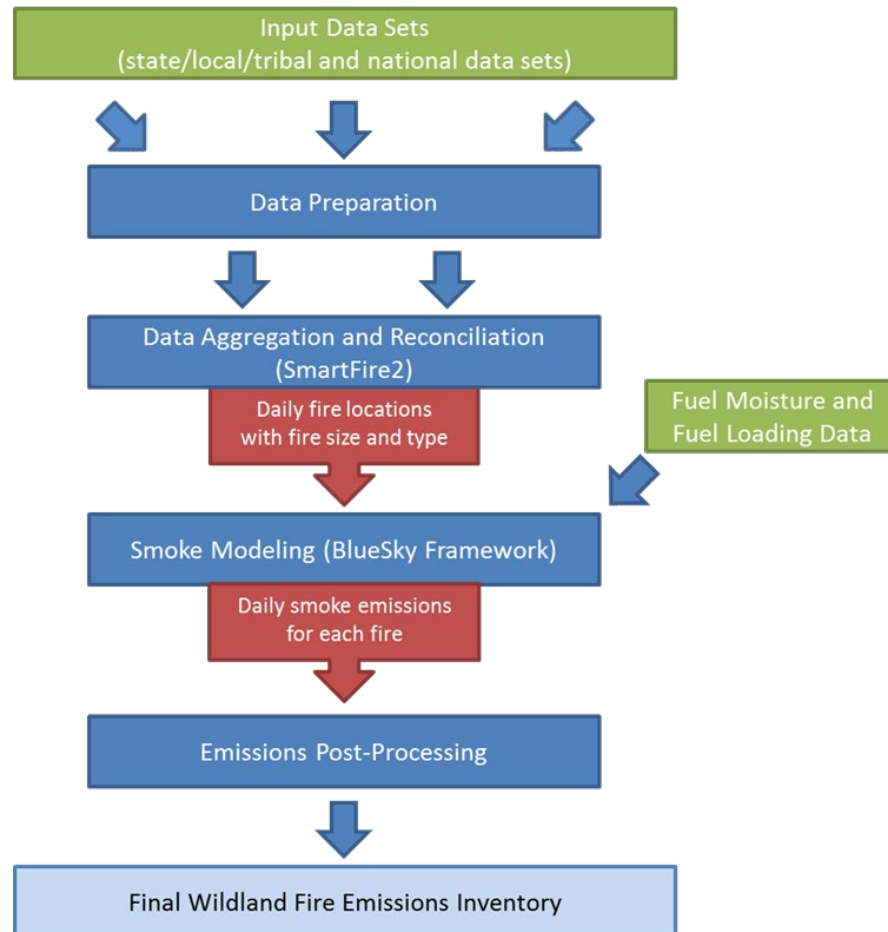 Input Data Sets
(state/local/tribal and national data sets)
Data Preparation
Data Aggregation and Reconciliation
(SmartFire2)
Daily fire locations
with fire size and type
Fuel Moisture and
Fuel Loading Data
Smoke Modeling (BlueSky Framework)
Daily smoke emissions
for each fire
Emissions Post-Processing
Final Wildland Fire Emissions Inventory